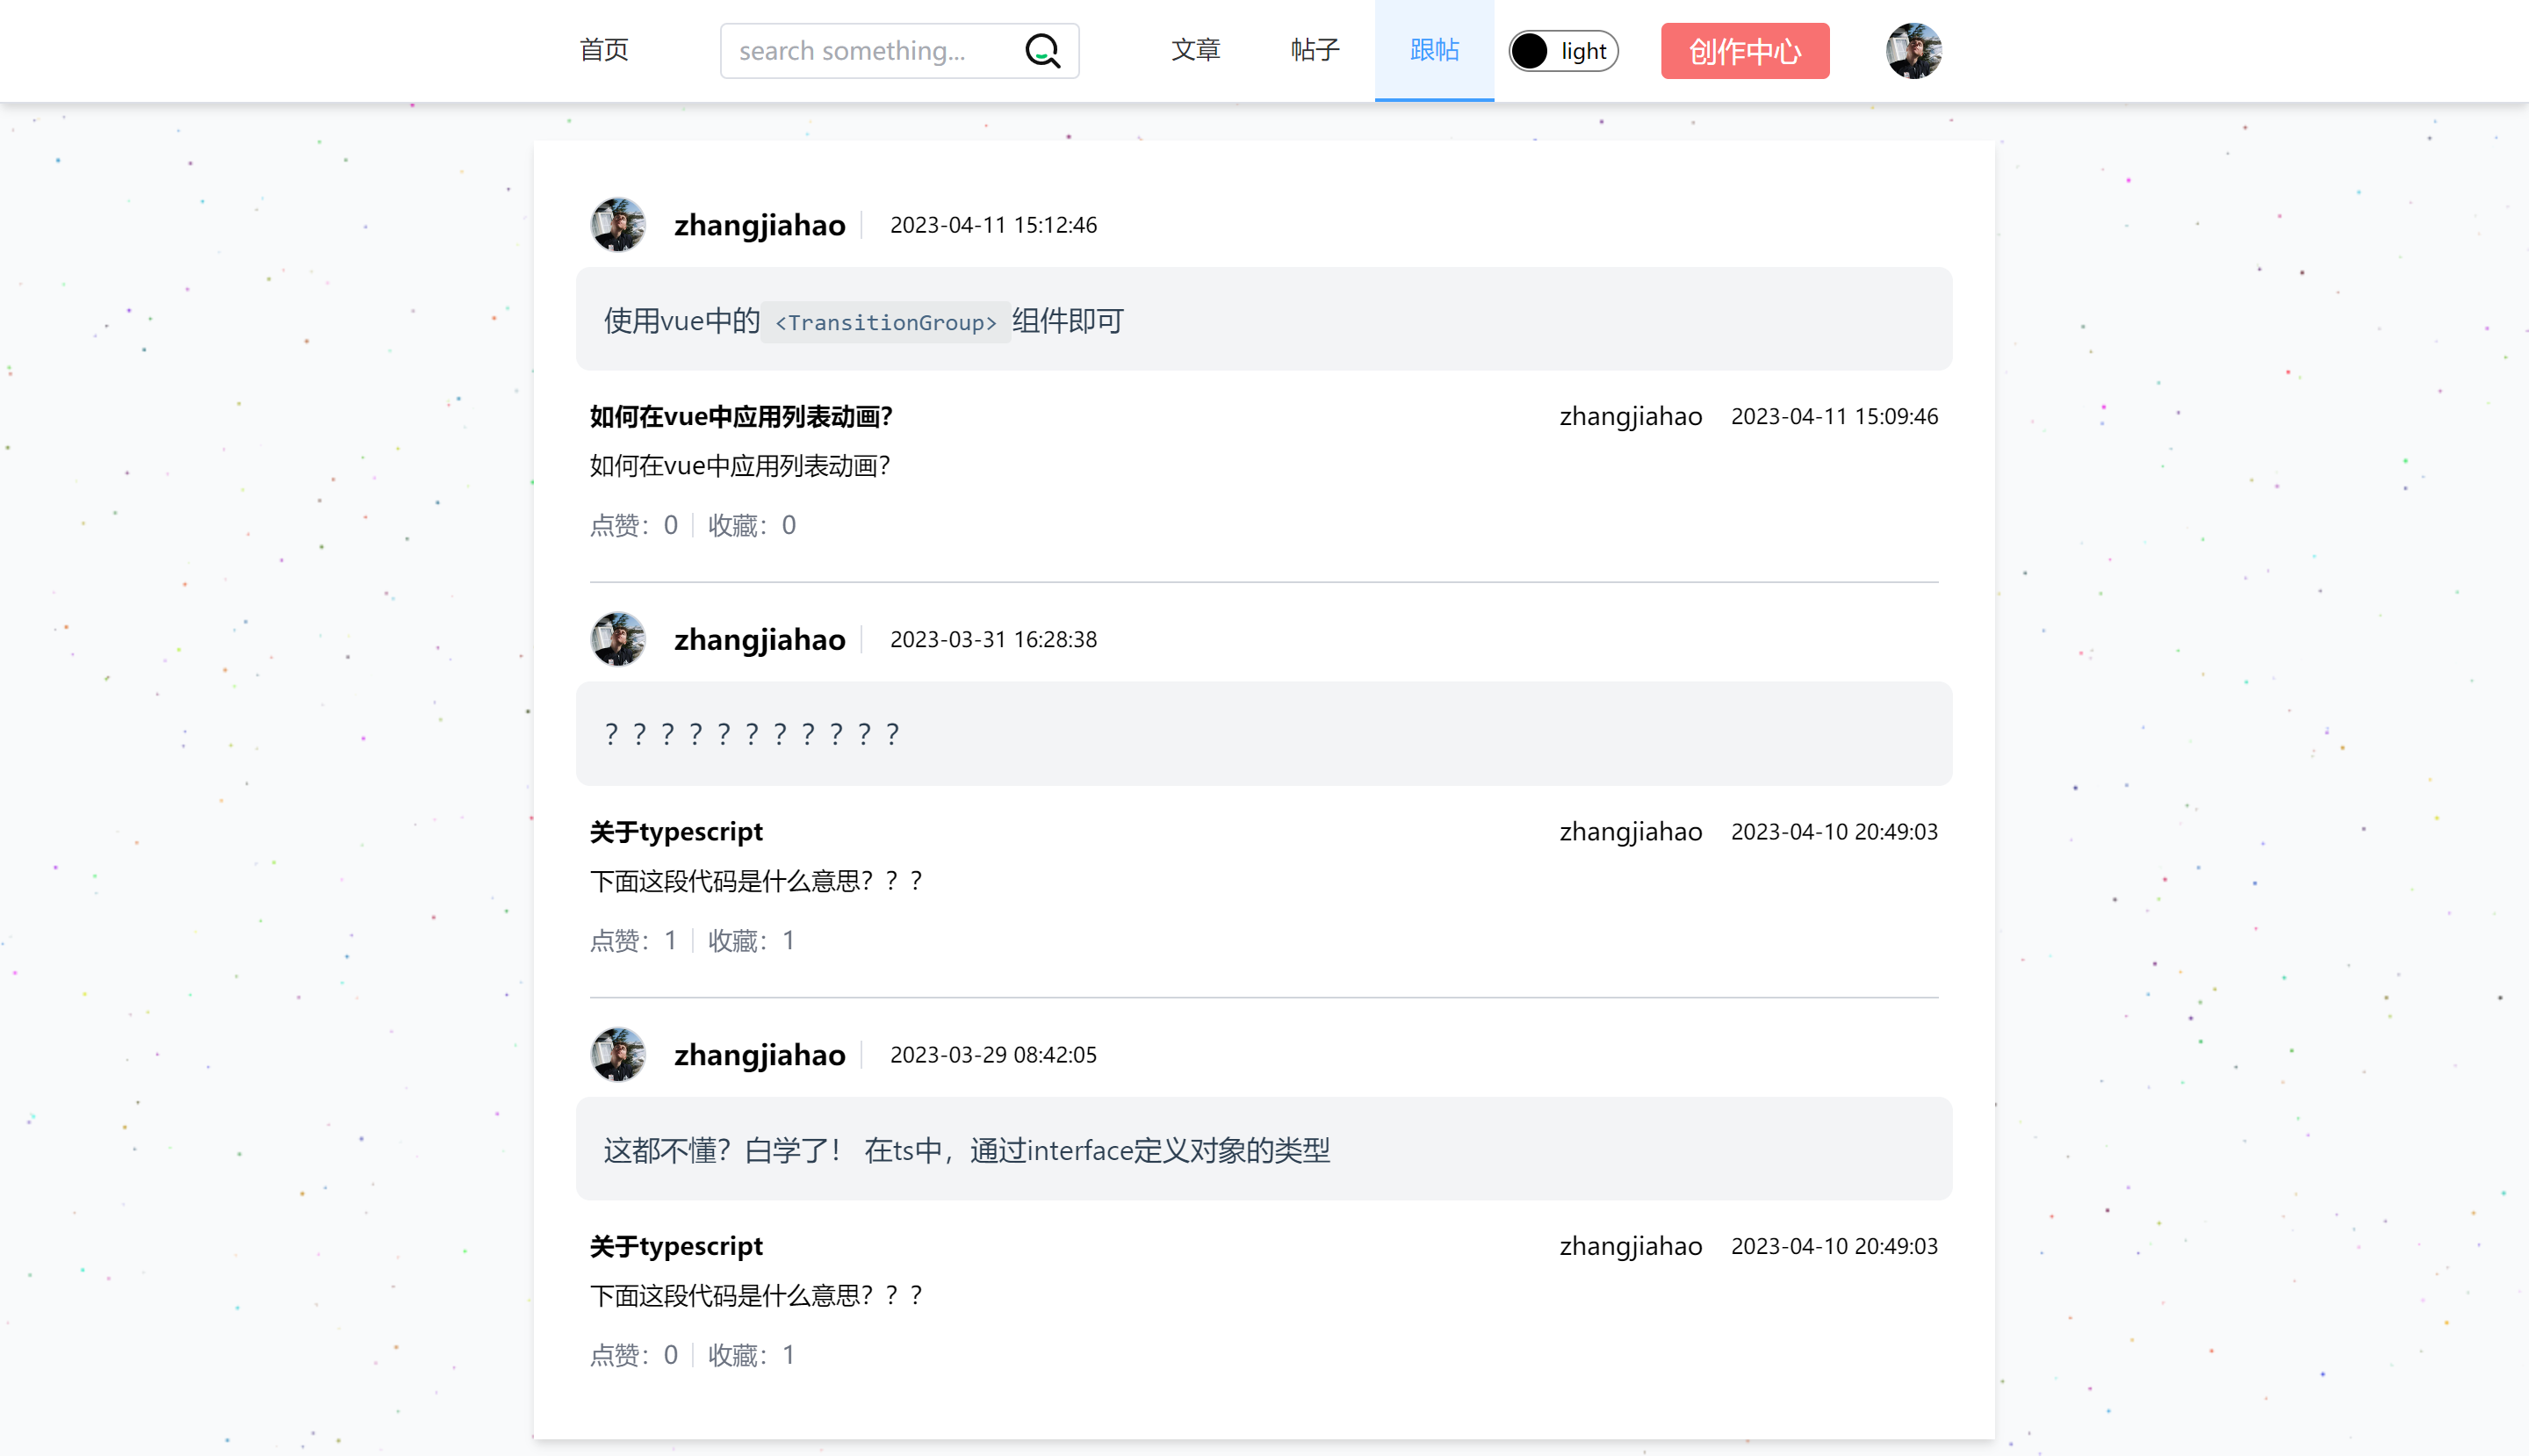 首页 search something... 文章 帖子 跟帖 light 创作中心
zhangjiahao 2023-04-11 15:12:46
使用vue中的 <TransitionGroup> 组件即可
如何在vue中应用列表动画? zhangjiahao 2023-04-11 15:09:46
如何在vue中应用列表动画?
点赞：0 收藏：0
zhangjiahao 2023-03-31 16:28:38
？？？？？？？？？？？
关于typescript zhangjiahao 2023-04-10 20:49:03
下面这段代码是什么意思？？？
点赞：1 收藏：1
zhangjiahao 2023-03-29 08:42:05
这都不懂？白学了！ 在ts中，通过interface定义对象的类型
关于typescript zhangjiahao 2023-04-10 20:49:03
下面这段代码是什么意思？？？
点赞：0 收藏：1